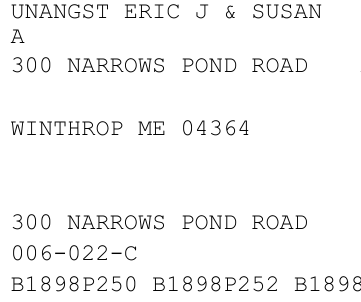 UNANGST ERIC J & SUSAN
A
300 NARROWS POND ROAD
WINTHROP ME 04364
300 NARROWS POND ROAD
006-022-C
B1898P250 B1898P252 B1898